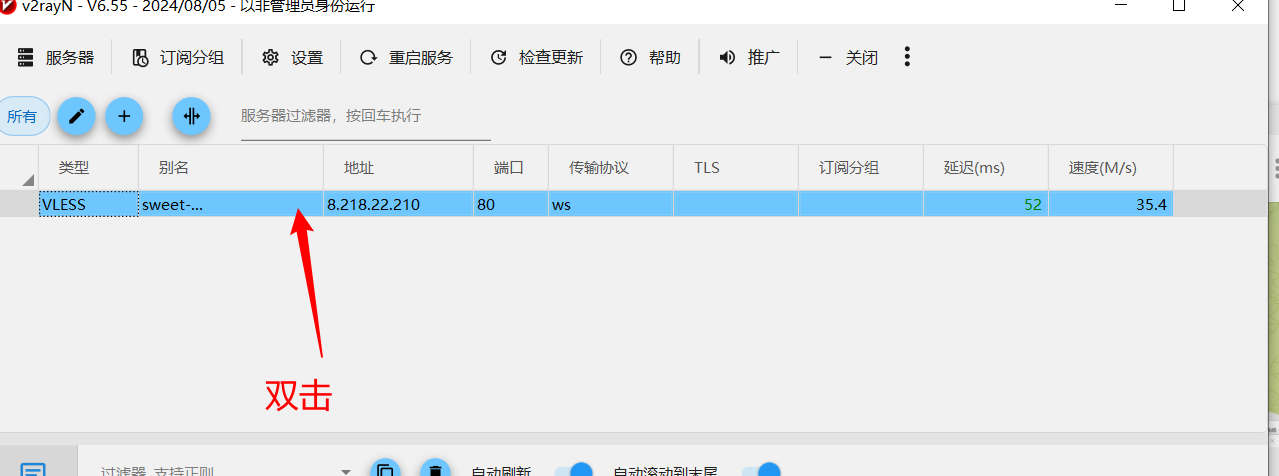 v2rayN - V6.55 - 2024/08/05 - 以非管理员身份运行
服务器 订阅分组 设置 重启服务 检查更新 帮助 推广 关闭
所有 服务器过滤器，按回车执行
类型 别名 地址 端口 传输协议 TLS 订阅分组 延迟(ms) 速度(M/s)
VLESS sweet-... 8.218.22.210 80 ws 52 35.4
双击
过滤器, 支持正则 自动刷新 自动滚动到末尾